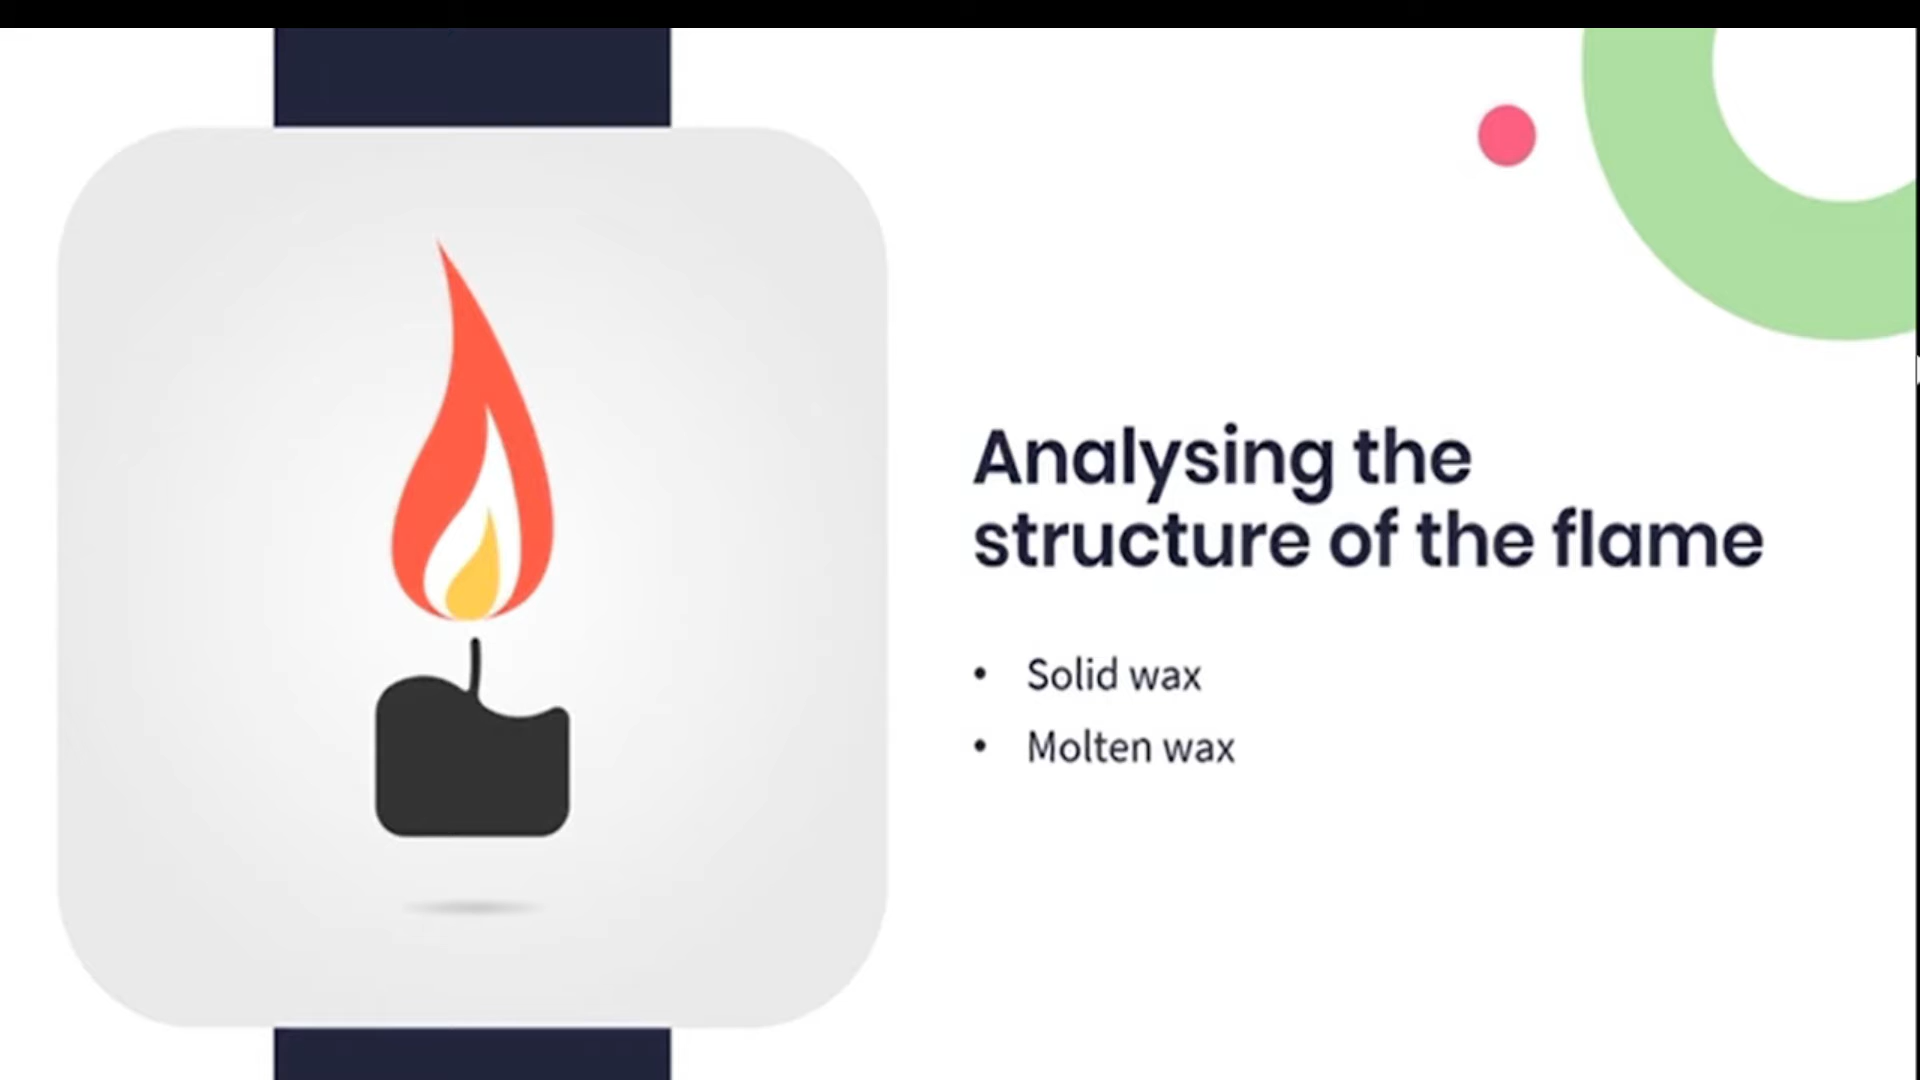 Analysing the
structure of the flame
• Solid wax
• Molten wax